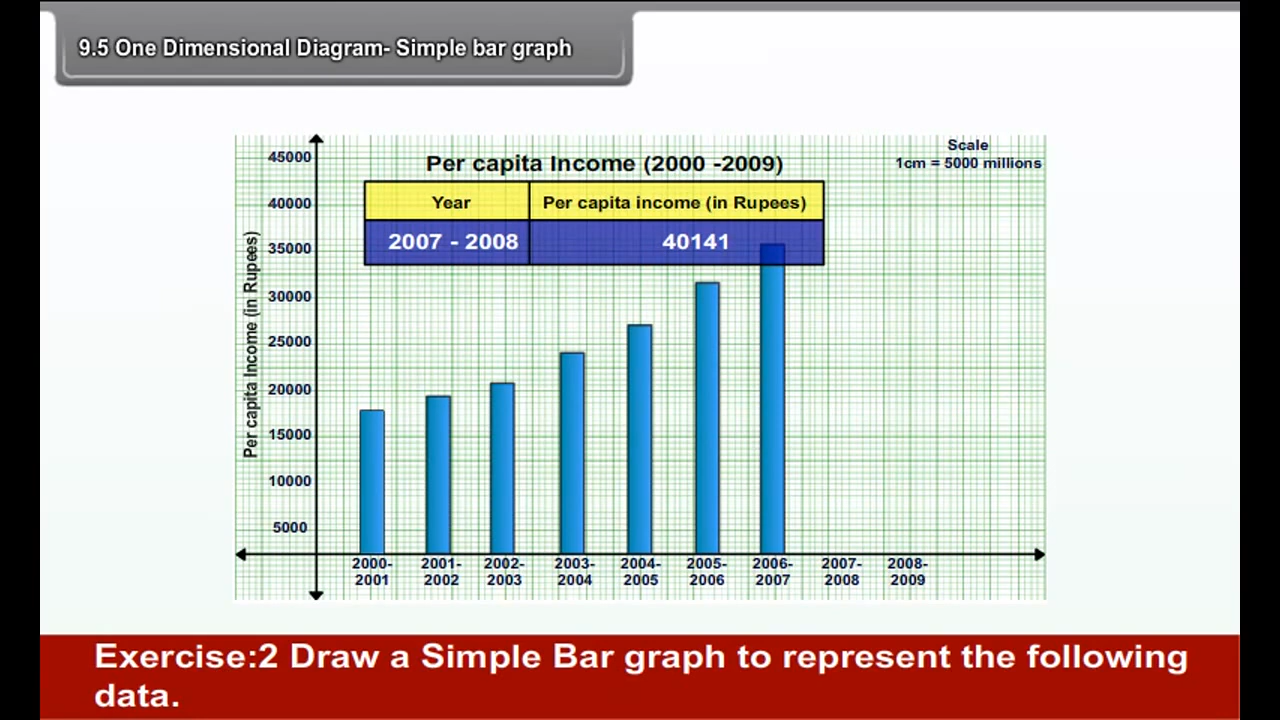 9.5 One Dimensional Diagram- Simple bar graph
Scale
1cm = 5000 millions
Per capita Income (2000 -2009)
Year Per capita income (in Rupees)
2007 - 2008 40141
Per capita Income (in Rupees)
45000
40000
35000
30000
25000
20000
15000
10000
5000
2000- 2001- 2002- 2003- 2004- 2005- 2006- 2007- 2008-
2001 2002 2003 2004 2005 2006 2007 2008 2009
Exercise:2 Draw a Simple Bar graph to represent the following
data.